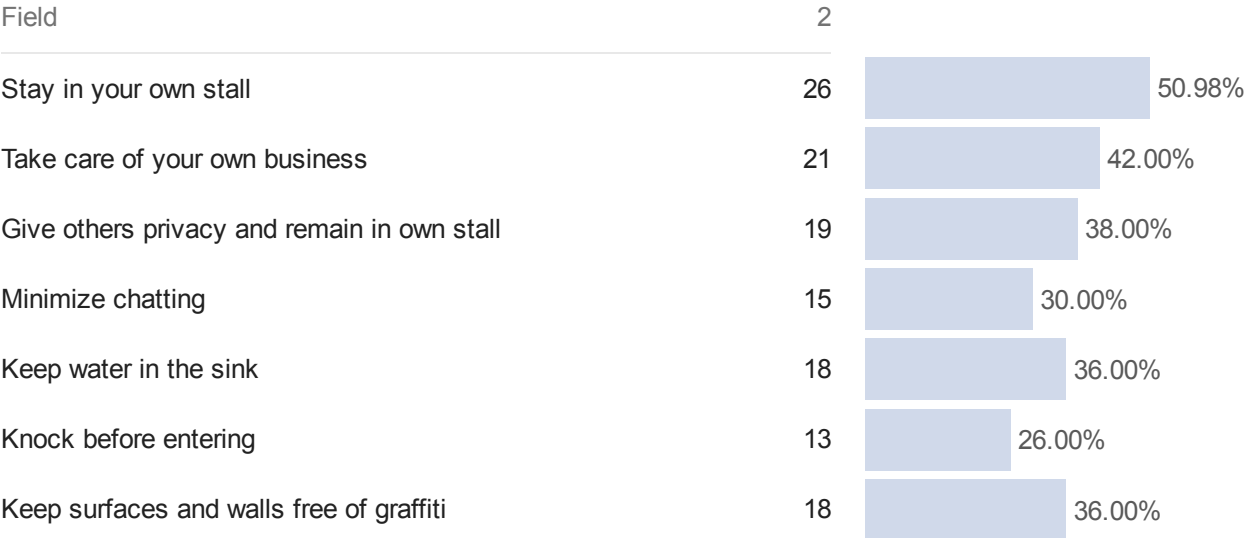 Field 2
Stay in your own stall 26 50.98%
Take care of your own business 21 42.00%
Give others privacy and remain in own stall 19 38.00%
Minimize chatting 15 30.00%
Keep water in the sink 18 36.00%
Knock before entering 13 26.00%
Keep surfaces and walls free of graffiti 18 36.00%